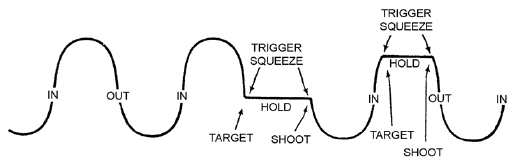 TRIGGER
SQUEEZE
TRIGGER
SQUEEZE
HOLD
IN
OUT
IN
HOLD
IN
OUT
IN
TARGET
SHOOT
TARGET
SHOOT